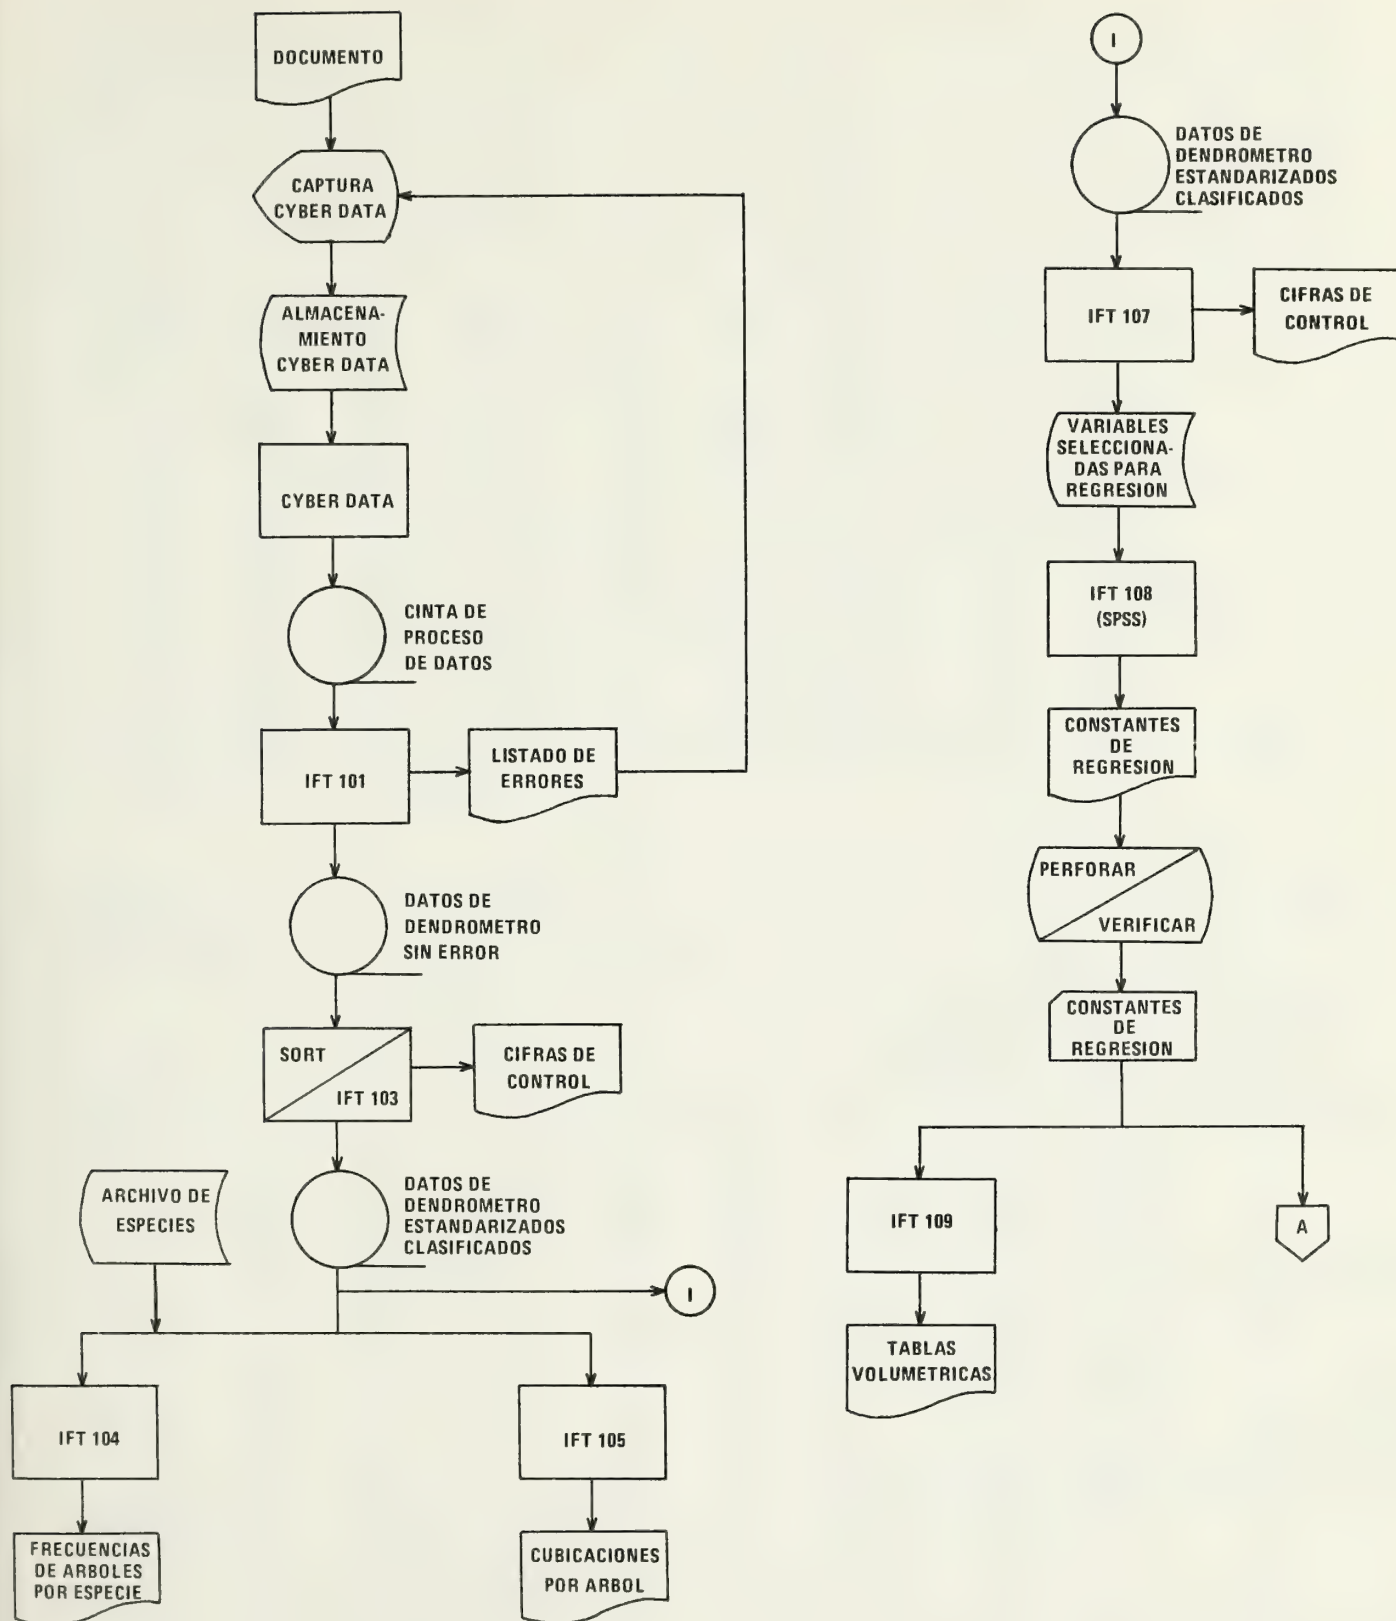 DOCUMENTO
CAPTURA
CYBER DATA
ALMACENA-
MIENTO
CYBER DATA
CYBER DATA
CINTA DE
PROCESO
DE DATOS
IFT 101
LISTADO DE
ERRORES
DATOS DE
DENDROMETRO
SIN ERROR
SORT
IFT 103
CIFRAS DE
CONTROL
ARCHIVO DE
ESPECIES
DATOS DE
DENDROMETRO
ESTANDARIZADOS
CLASIFICADOS
I
IFT 104
IFT 105
FRECUENCIAS
DE ARBOLES
POR ESPECIE
CUBICACIONES
POR ARBOL
I
DATOS DE
DENDROMETRO
ESTANDARIZADOS
CLASIFICADOS
IFT 107
CIFRAS DE
CONTROL
VARIABLES
SELECCIONA-
DAS PARA
REGRESION
IFT 108
(SPSS)
CONSTANTES
DE
REGRESION
PERFORAR
VERIFICAR
CONSTANTES
DE
REGRESION
IFT 109
A
TABLAS
VOLUMETRICAS